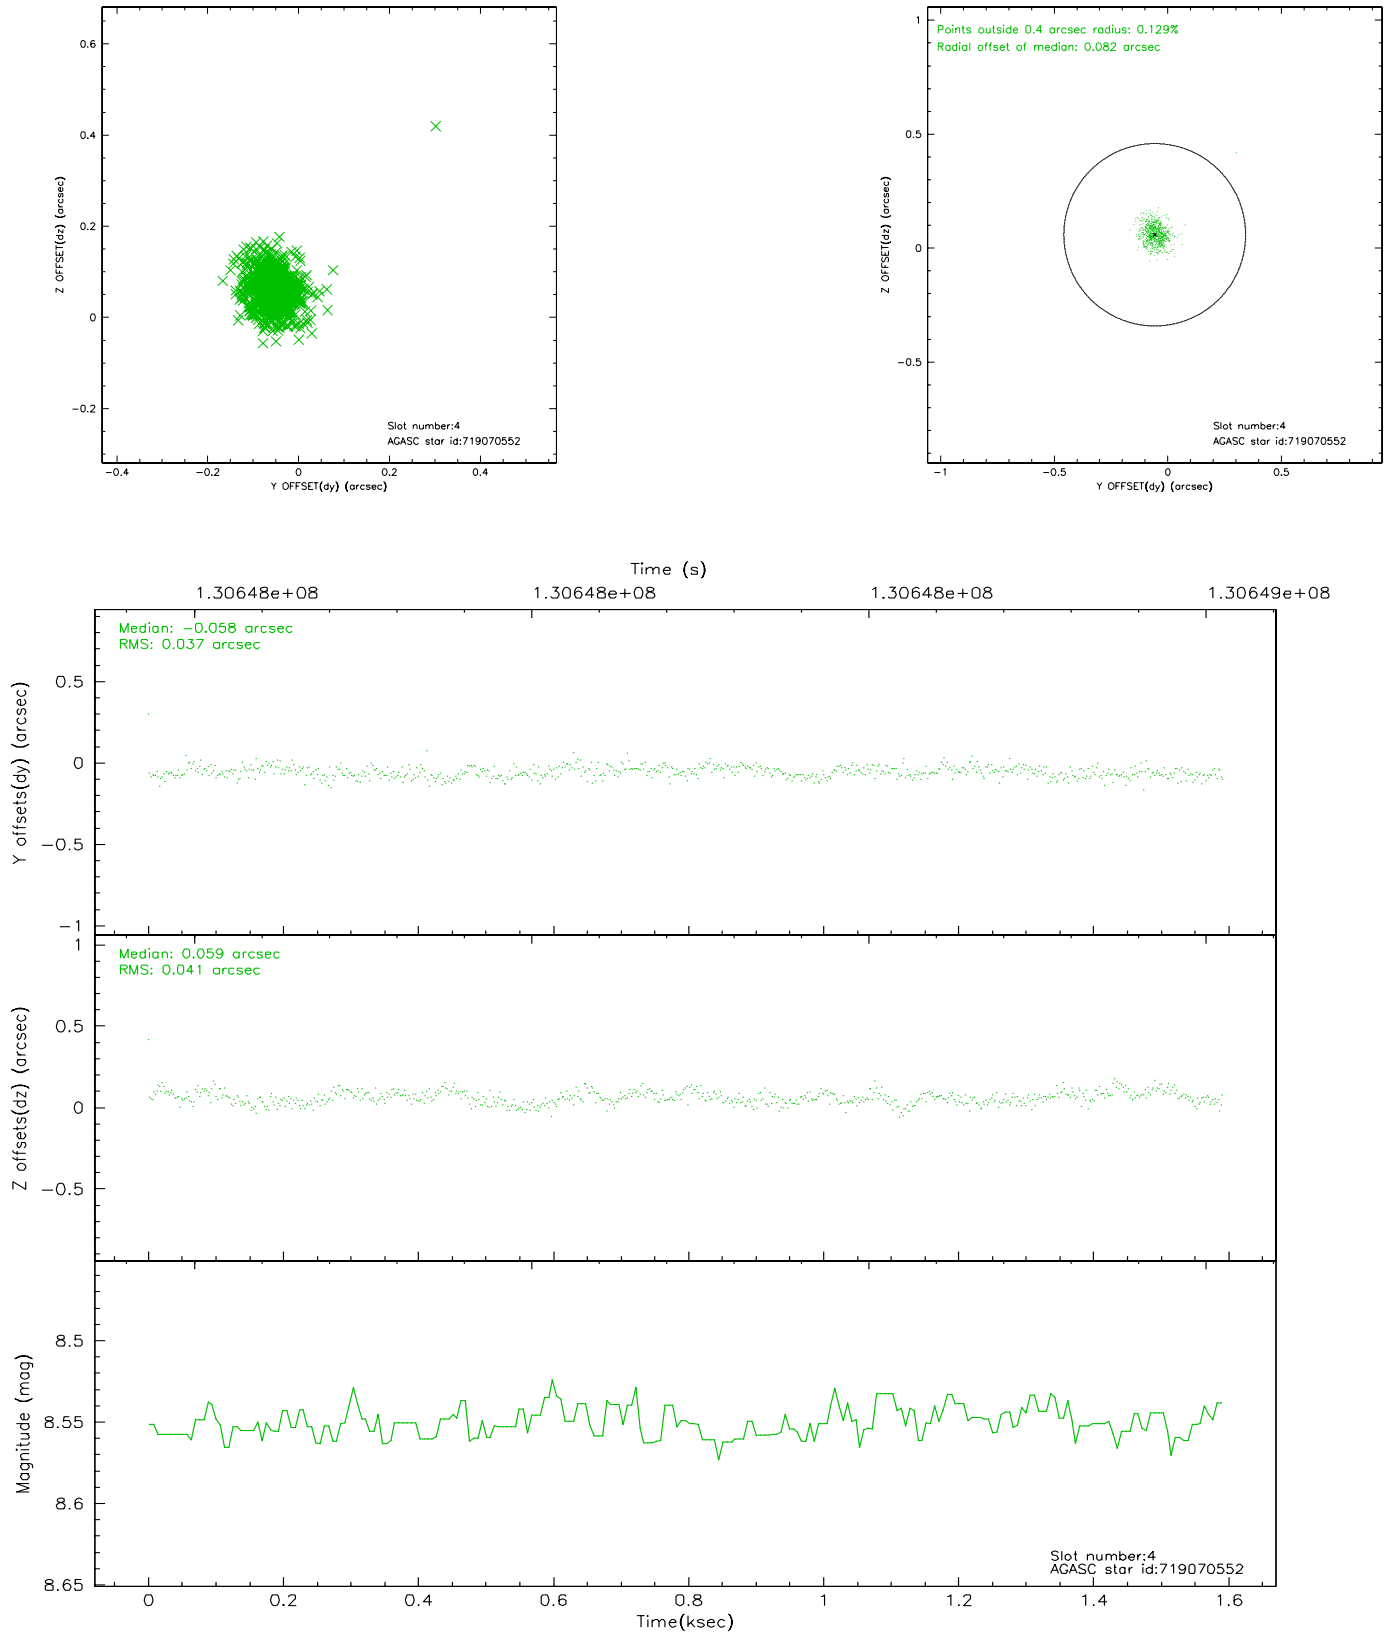 0.6
0.4
0.2
0
-0.2
-0.4
-0.2
0
0.2
0.4
Z OFFSET(dz) (arcsec)
Y OFFSET(dy) (arcsec)
Slot number:4
AGASC star id:719070552
Points outside 0.4 arcsec radius: 0.129%
Radial offset of median: 0.082 arcsec
1
0.5
0
-0.5
-1
-0.5
0
0.5
Z OFFSET(dz) (arcsec)
Y OFFSET(dy) (arcsec)
Slot number:4
AGASC star id:719070552
Time (s)
1.30648e+08
1.30648e+08
1.30648e+08
1.30649e+08
Median: -0.058 arcsec
RMS: 0.037 arcsec
0.5
0
-0.5
-1
Y offsets(dy) (arcsec)
Median: 0.059 arcsec
RMS: 0.041 arcsec
1
0.5
0
-0.5
Z offsets(dz) (arcsec)
8.5
8.55
8.6
8.65
Magnitude (mag)
Slot number:4
AGASC star id:719070552
0
0.2
0.4
0.6
0.8
1
1.2
1.4
1.6
Time(ksec)